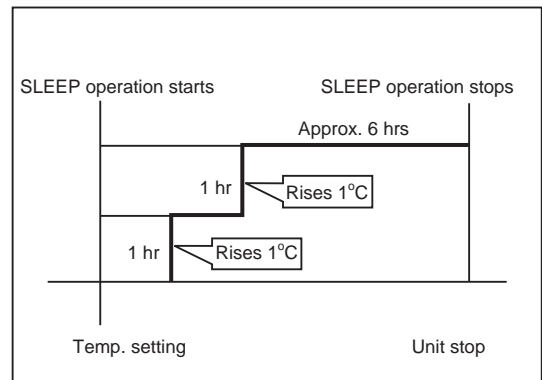 SLEEP operation starts
SLEEP operation stops
Approx. 6 hrs
1 hr
Rises 1°C
1 hr
Rises 1°C
Temp. setting
Unit stop